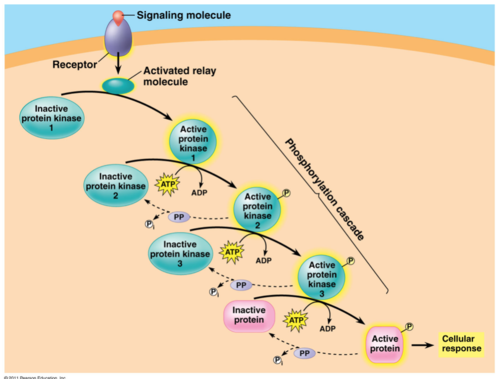 Signaling molecule
Receptor
Activated relay
molecule
Inactive
protein kinase
1
Active
protein
kinase
1
Phosphorylation cascade
Inactive
protein kinase
2
ATP
ADP
Active
protein
kinase
2
P
PP
Pi
Inactive
protein kinase
3
ATP
ADP
Active
protein
kinase
3
P
PP
Pi
Inactive
protein
ATP
ADP
Active
protein
P
Cellular
response
PP
Pi
© 2011 Pearson Education, Inc.